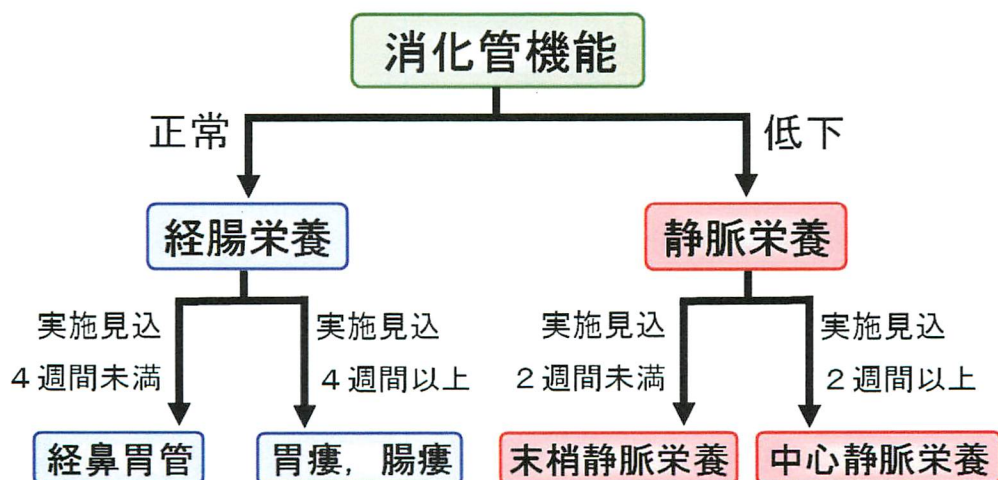 消化管機能
正常
低下
経腸栄養
静脈栄養
実施見込
4週間未満
実施見込
4週間以上
実施見込
2週間未満
実施見込
2週間以上
経鼻胃管
胃瘻,腸瘻
末梢静脈栄養
中心静脈栄養